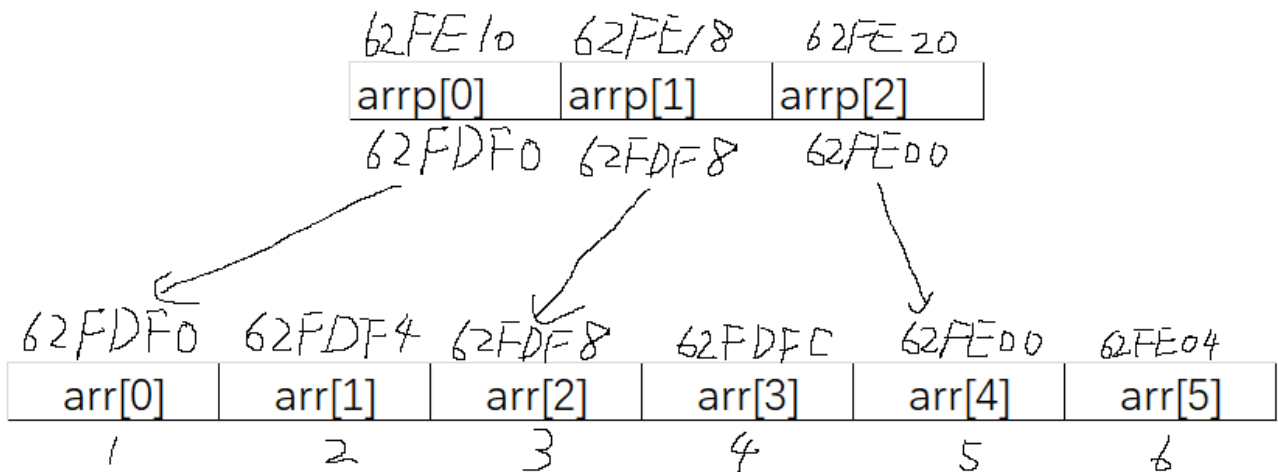 62FE10 62FE18 62FE20
arrp[0] arrp[1] arrp[2]
62FDF0 62FDF8 62FE00
62FDF0 62FDF4 62FDF8 62FDFC 62FE00 62FE04
arr[0] arr[1] arr[2] arr[3] arr[4] arr[5]
1 2 3 4 5 6